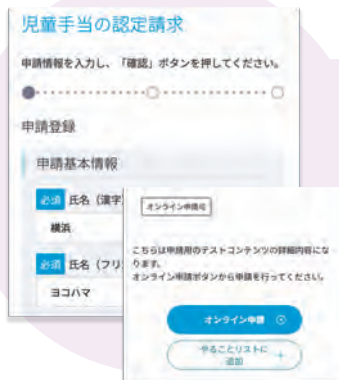 児童手当の認定請求
申請情報を入力し、「確認」ボタンを押してください。
申請登録
申請基本情報
必須 氏名（漢字
横浜
必須 氏名（フリ
ヨコハマ
オンライン申請可
こちらは申請用のテストコンテンツの詳細内容にな
ります。
オンライン申請ボタンから申請を行ってください。
オンライン申請
やることリストに
追加